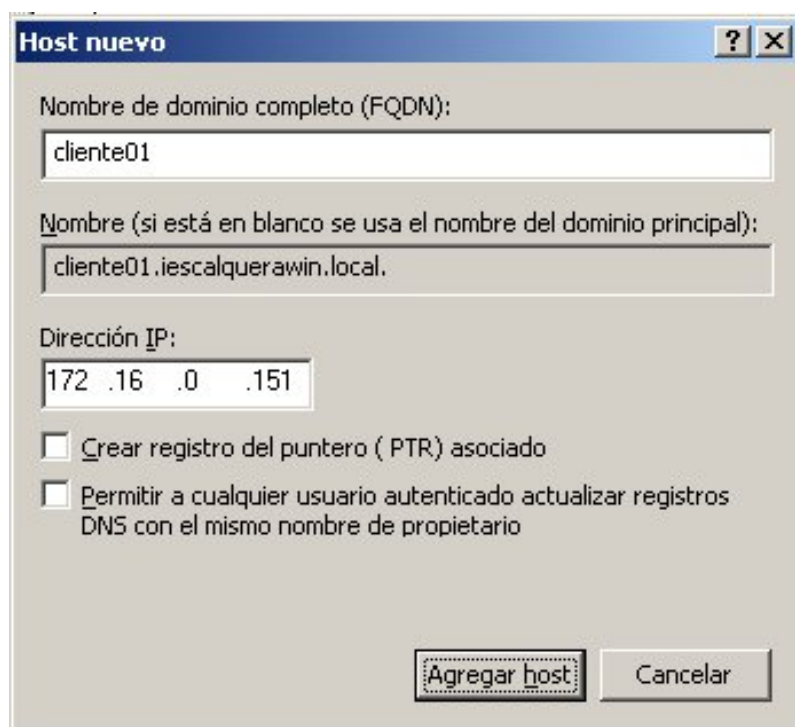 Host nuevo
Nombre de dominio completo (FQDN):
cliente01
Nombre (si está en blanco se usa el nombre del dominio principal):
cliente01.iescalquerawin.local.
Dirección IP:
172 .16 .0 .151
Crear registro del puntero ( PTR) asociado
Permitir a cualquier usuario autenticado actualizar registros
DNS con el mismo nombre de propietario
Agregar host Cancelar